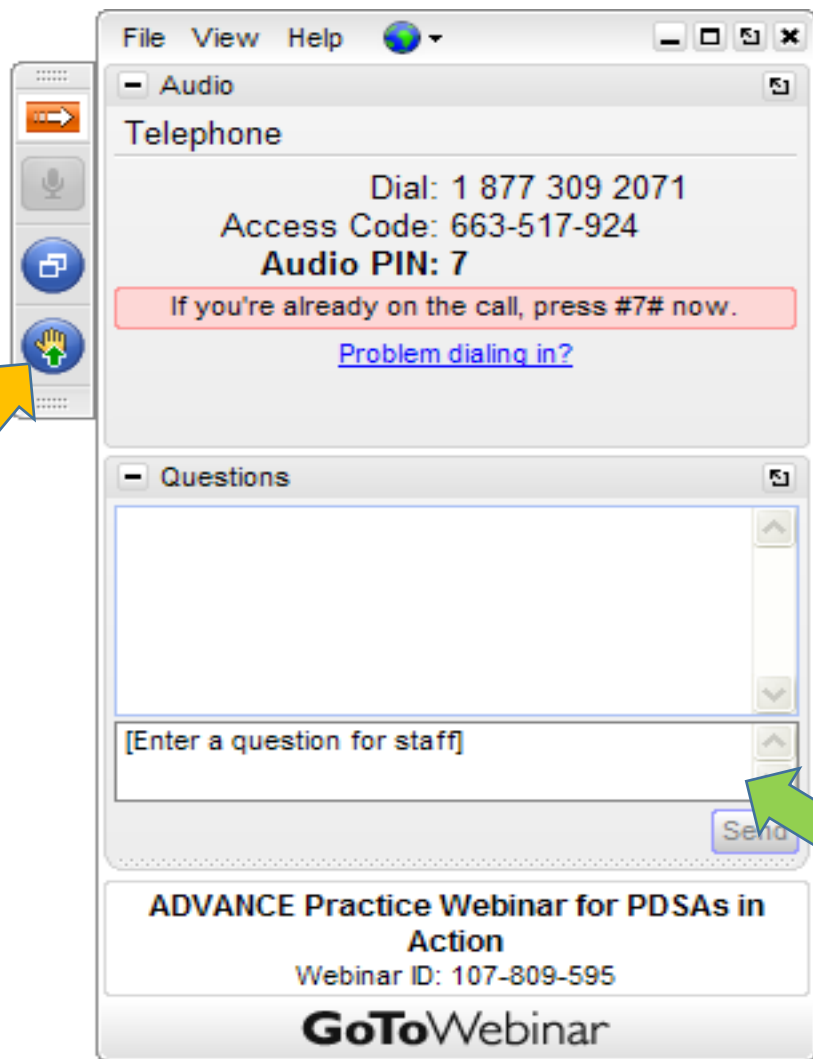 File View Help
Audio
Telephone
Dial: 1 877 309 2071
Access Code: 663-517-924
Audio PIN: 7
If you're already on the call, press #7# now.
Problem dialing in?
Questions
[Enter a question for staff]
Send
ADVANCE Practice Webinar for PDSAs in
Action
Webinar ID: 107-809-595
GoToWebinar